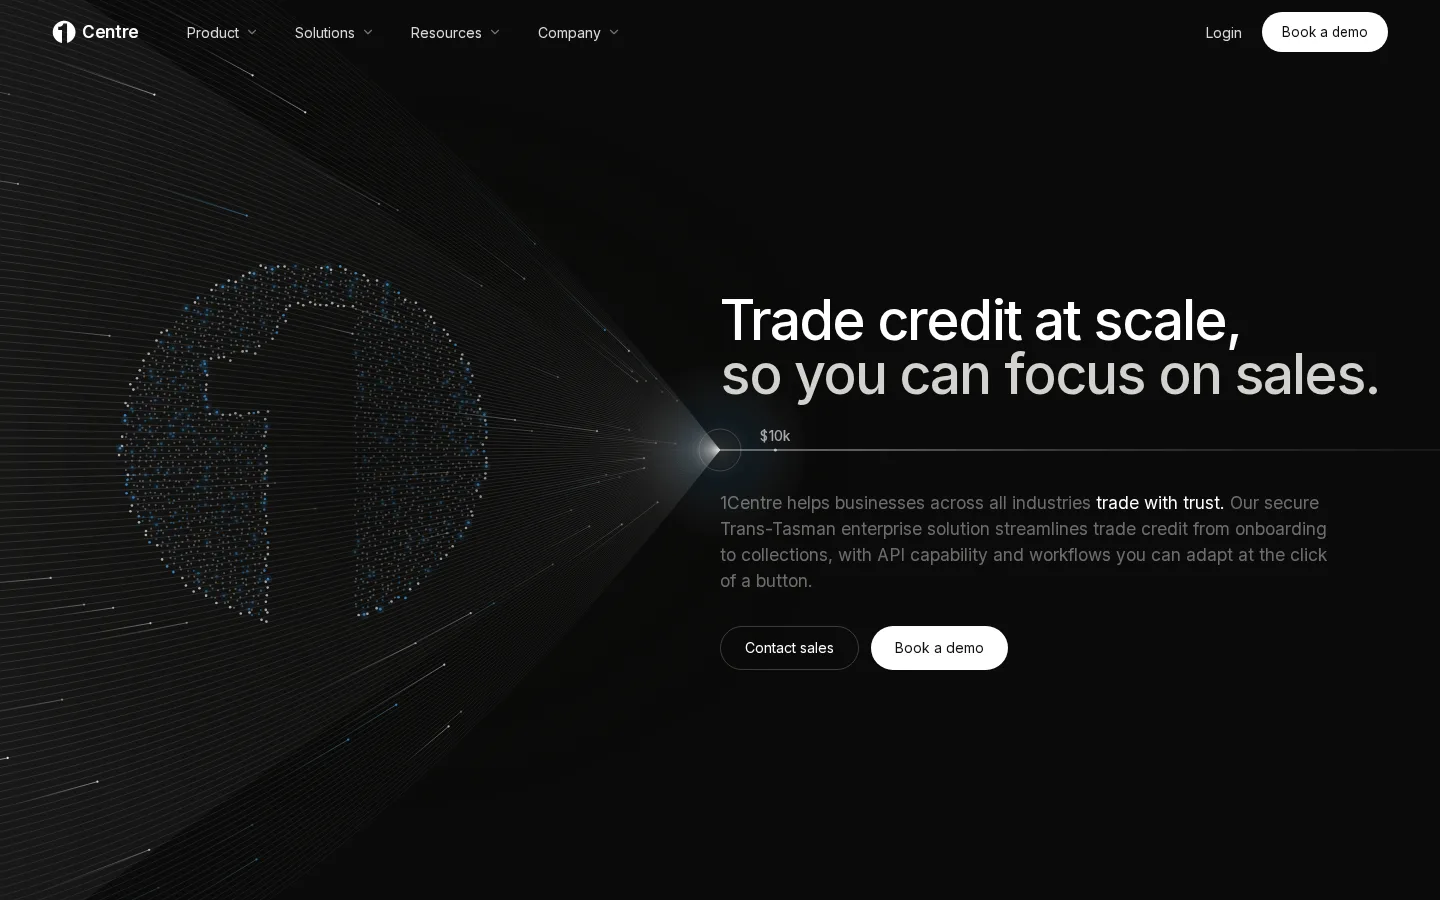 1 Centre
Product
Solutions
Resources
Company
Login
Book a demo
Trade credit at scale,
so you can focus on sales.
$10k
1Centre helps businesses across all industries trade with trust. Our secure
Trans-Tasman enterprise solution streamlines trade credit from onboarding
to collections, with API capability and workflows you can adapt at the click
of a button.
Contact sales
Book a demo